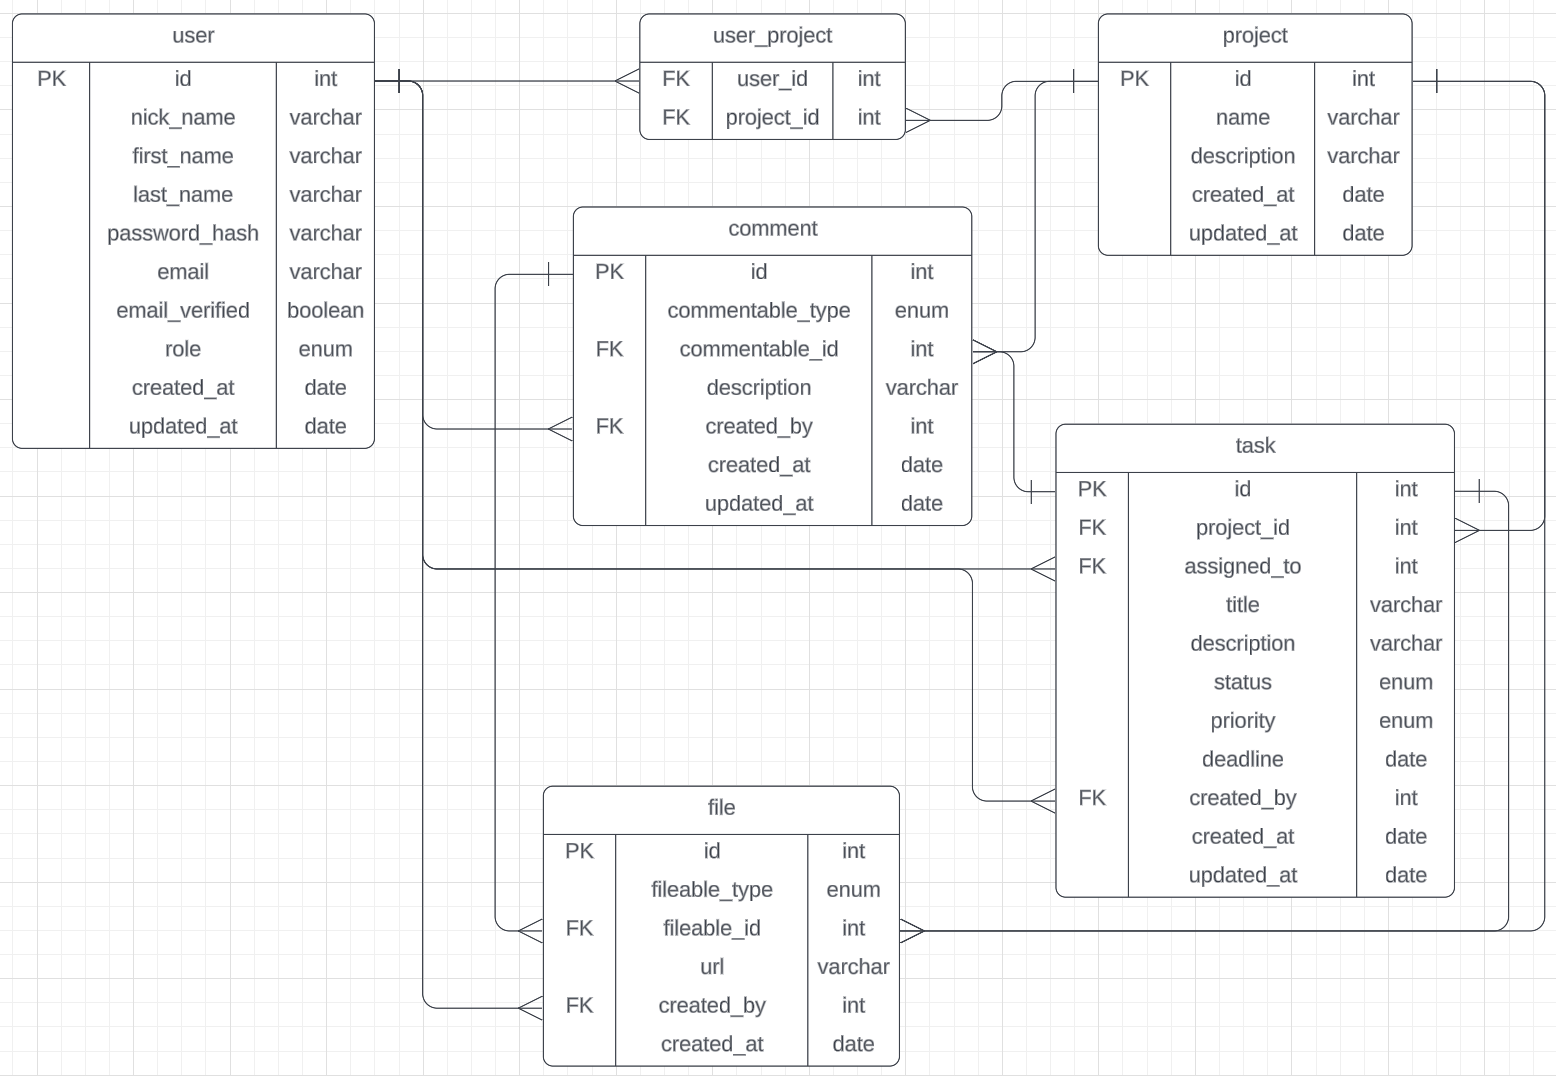 user
PK id int
nick_name varchar
first_name varchar
last_name varchar
password_hash varchar
email varchar
email_verified boolean
role enum
created_at date
updated_at date
user_project
FK user_id int
FK project_id int
project
PK id int
name varchar
description varchar
created_at date
updated_at date
comment
PK id int
commentable_type enum
FK commentable_id int
description varchar
FK created_by int
created_at date
updated_at date
task
PK id int
FK project_id int
FK assigned_to int
title varchar
description varchar
status enum
priority enum
deadline date
FK created_by int
created_at date
updated_at date
file
PK id int
fileable_type enum
FK fileable_id int
url varchar
FK created_by int
created_at date